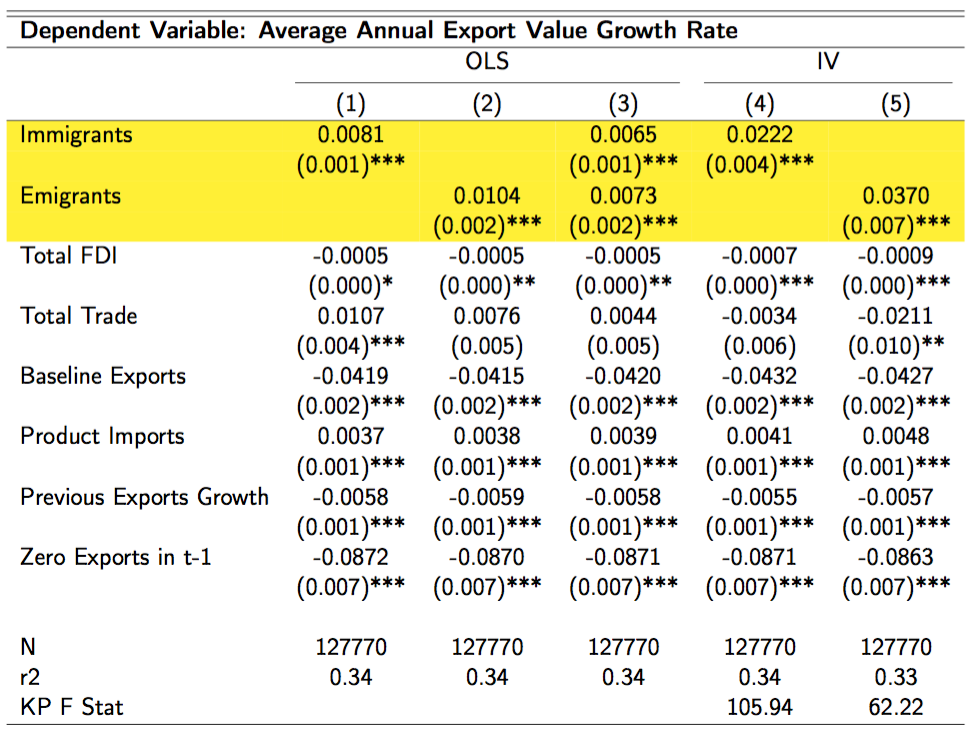 Dependent Variable: Average Annual Export Value Growth Rate
OLS IV
(1) (2) (3) (4) (5)
Immigrants 0.0081 0.0065 0.0222
(0.001)*** (0.001)*** (0.004)***
Emigrants 0.0104 0.0073 0.0370
(0.002)*** (0.002)*** (0.007)***
Total FDI -0.0005 -0.0005 -0.0005 -0.0007 -0.0009
(0.000)* (0.000)** (0.000)** (0.000)*** (0.000)***
Total Trade 0.0107 0.0076 0.0044 -0.0034 -0.0211
(0.004)*** (0.005) (0.005) (0.006) (0.010)**
Baseline Exports -0.0419 -0.0415 -0.0420 -0.0432 -0.0427
(0.002)*** (0.002)*** (0.002)*** (0.002)*** (0.002)***
Product Imports 0.0037 0.0038 0.0039 0.0041 0.0048
(0.001)*** (0.001)*** (0.001)*** (0.001)*** (0.001)***
Previous Exports Growth -0.0058 -0.0059 -0.0058 -0.0055 -0.0057
(0.001)*** (0.001)*** (0.001)*** (0.001)*** (0.001)***
Zero Exports in t-1 -0.0872 -0.0870 -0.0871 -0.0871 -0.0863
(0.007)*** (0.007)*** (0.007)*** (0.007)*** (0.007)***
N 127770 127770 127770 127770 127770
r2 0.34 0.34 0.34 0.34 0.33
KP F Stat 105.94 62.22